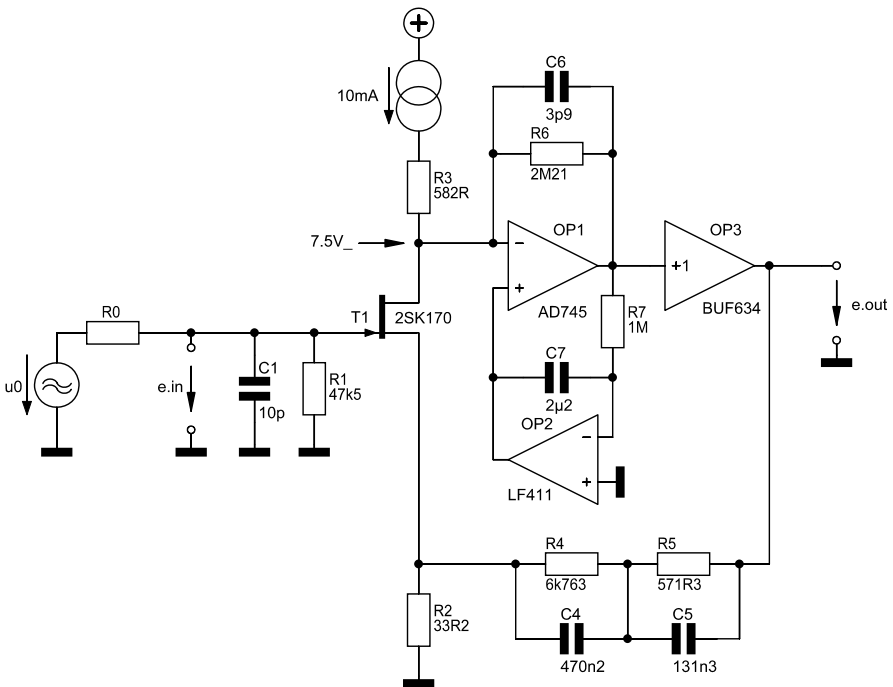 10mA
R3
582R
7.5V_
C6
3p9
R6
2M21
OP1
-
+
AD745
OP3
+1
BUF634
e.out
R7
1M
T1
2SK170
R0
u0
e.in
C1
10p
R1
47k5
C7
2µ2
OP2
-
+
LF411
R4
6k763
R5
571R3
C4
470n2
C5
131n3
R2
33R2